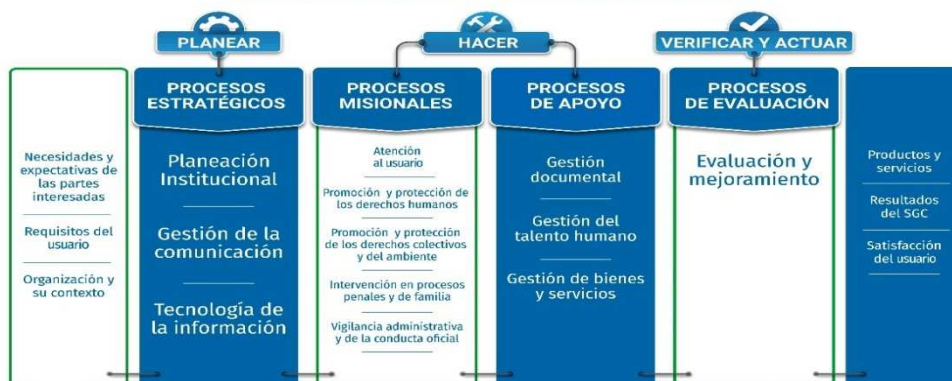 PLANEAR
HACER
VERIFICAR Y ACTUAR
Necesidades y
expectativas de
las partes
interesadas
Requisitos del
usuario
Organización y
su contexto
PROCESOS
ESTRATÉGICOS
Planeación
Institucional
Gestión de la
comunicación
Tecnología de
la información
PROCESOS
MISIONALES
Atención
al usuario
Promoción y protección de
los derechos humanos
Promoción y protección
de los derechos colectivos
y del ambiente
Intervención en procesos
penales y de familia
Vigilancia administrativa
y de la conducta oficial
PROCESOS
DE APOYO
Gestión
documental
Gestión del
talento humano
Gestión de bienes
y servicios
PROCESOS
DE EVALUACIÓN
Evaluación y
mejoramiento
Productos y
servicios
Resultados
del SGC
Satisfacción
del usuario